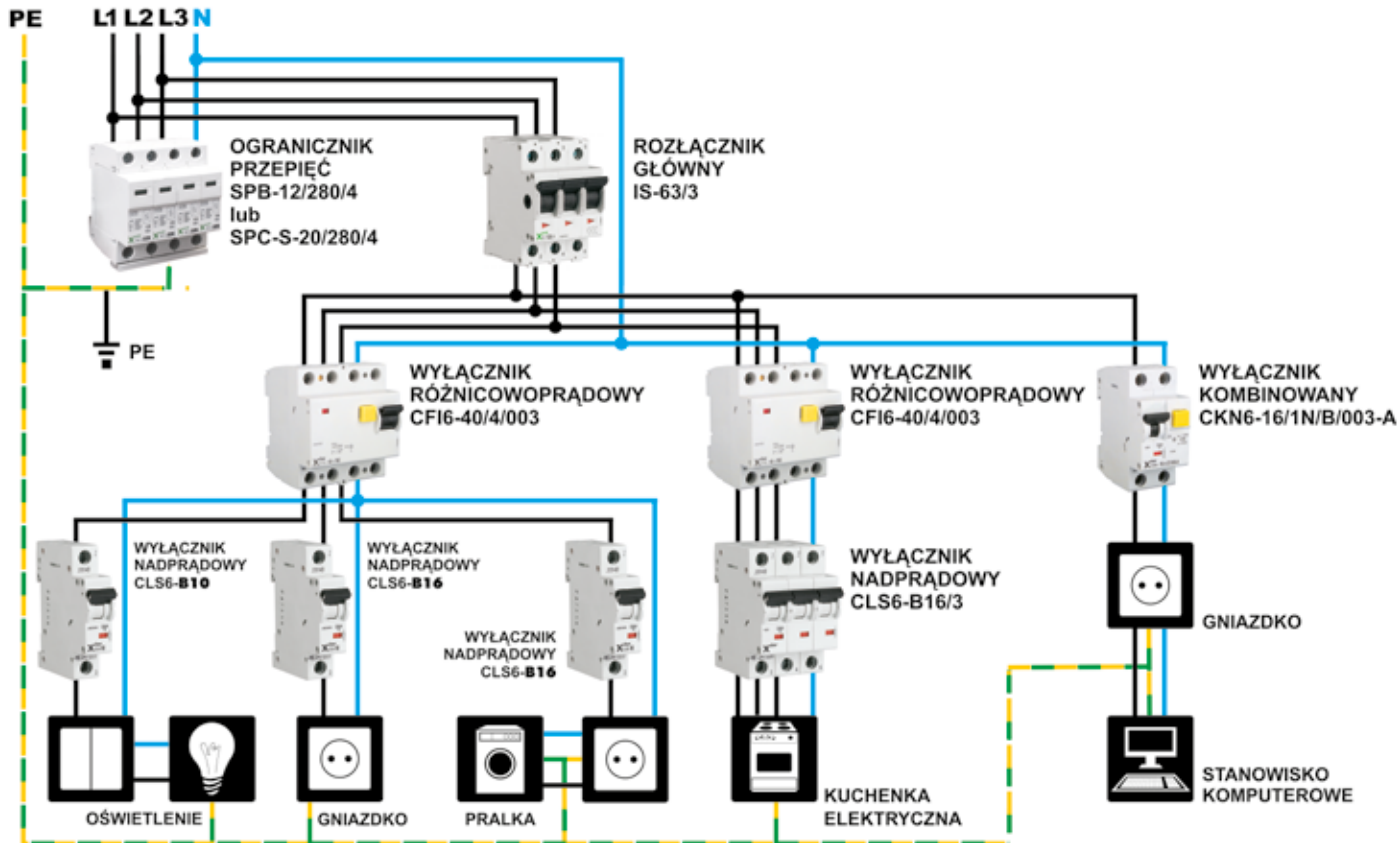 PE L1 L2 L3 N
OGRANICZNIK
PRZEPIĘĆ
SPB-12/280/4
lub
SPC-S-20/280/4
ROZŁĄCZNIK
GŁÓWNY
IS-63/3
PE
WYŁĄCZNIK
RÓŻNICOWOPRĄDOWY
CFI6-40/4/003
WYŁĄCZNIK
RÓŻNICOWOPRĄDOWY
CFI6-40/4/003
WYŁĄCZNIK
KOMBINOWANY
CKN6-16/1N/B/003-A
WYŁĄCZNIK
NADPRĄDOWY
CLS6-B10
WYŁĄCZNIK
NADPRĄDOWY
CLS6-B16
WYŁĄCZNIK
NADPRĄDOWY
CLS6-B16
WYŁĄCZNIK
NADPRĄDOWY
CLS6-B16/3
GNIAZDKO
OŚWIETLENIE
GNIAZDKO
PRALKA
KUCHENKA
ELEKTRYCZNA
STANOWISKO
KOMPUTEROWE